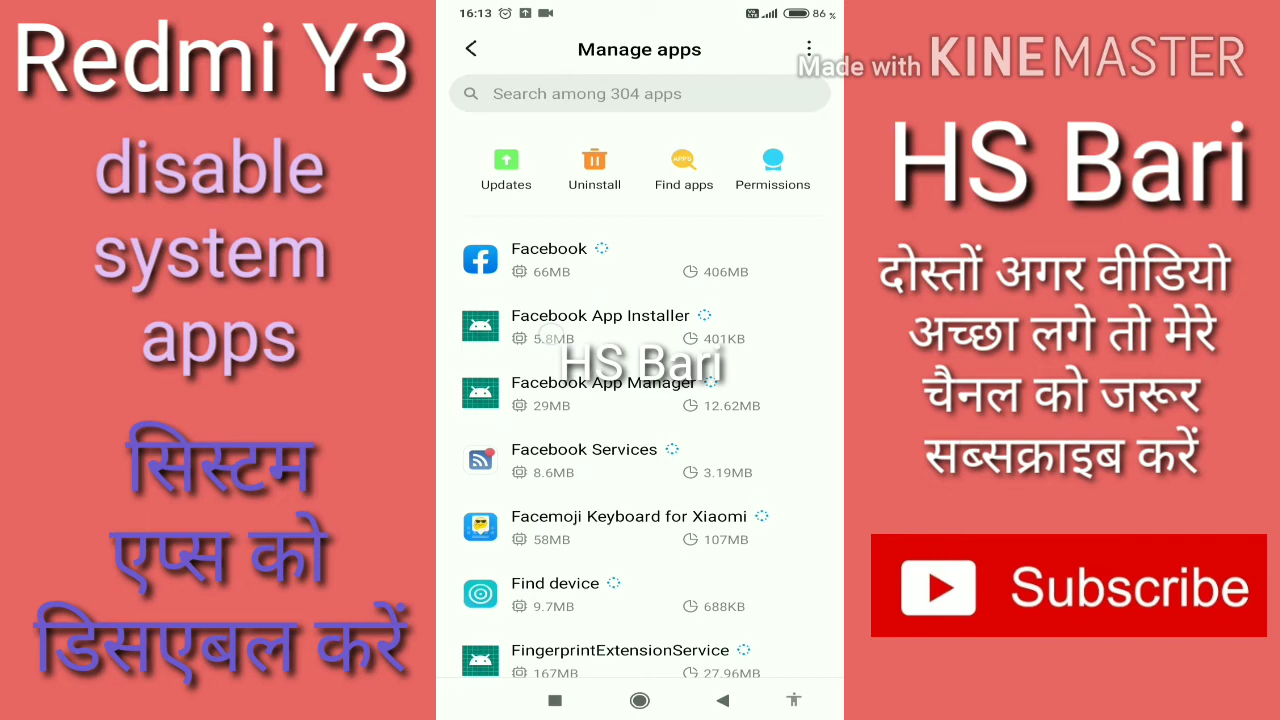 Redmi Y3
disable
system
apps
सिस्टम
एप्स को
डिसएबल करें
16:13
86 %
Manage apps
Search among 304 apps
Updates Uninstall Find apps Permissions
APPS
Facebook
66MB 406MB
Facebook App Installer
5.8MB 401KB
HS Bari
Facebook App Manager
29MB 12.62MB
Facebook Services
8.6MB 3.19MB
Facemoji Keyboard for Xiaomi
58MB 107MB
Find device
9.7MB 688KB
FingerprintExtensionService
167MB 27.96MB
Made with KINEMASTER
HS Bari
दोस्तों अगर वीडियो
अच्छा लगे तो मेरे
चैनल को जरूर
सब्सक्राइब करें
Subscribe